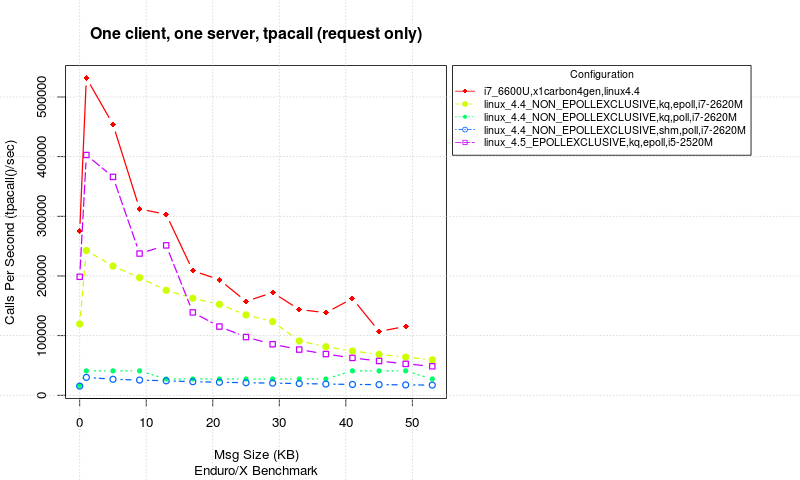 One client, one server, tpacall (request only)
Calls Per Second (tpacall()/sec)
500000
400000
300000
200000
100000
0
0 10 20 30 40 50
Msg Size (KB)
Enduro/X Benchmark
Configuration
i7_6600U,x1carbon4gen,linux4.4
linux_4.4_NON_EPOLLEXCLUSIVE,kq,epoll,i7-2620M
linux_4.4_NON_EPOLLEXCLUSIVE,kq,poll,i7-2620M
linux_4.4_NON_EPOLLEXCLUSIVE,shm,poll,i7-2620M
linux_4.5_EPOLLEXCLUSIVE,kq,epoll,i5-2520M